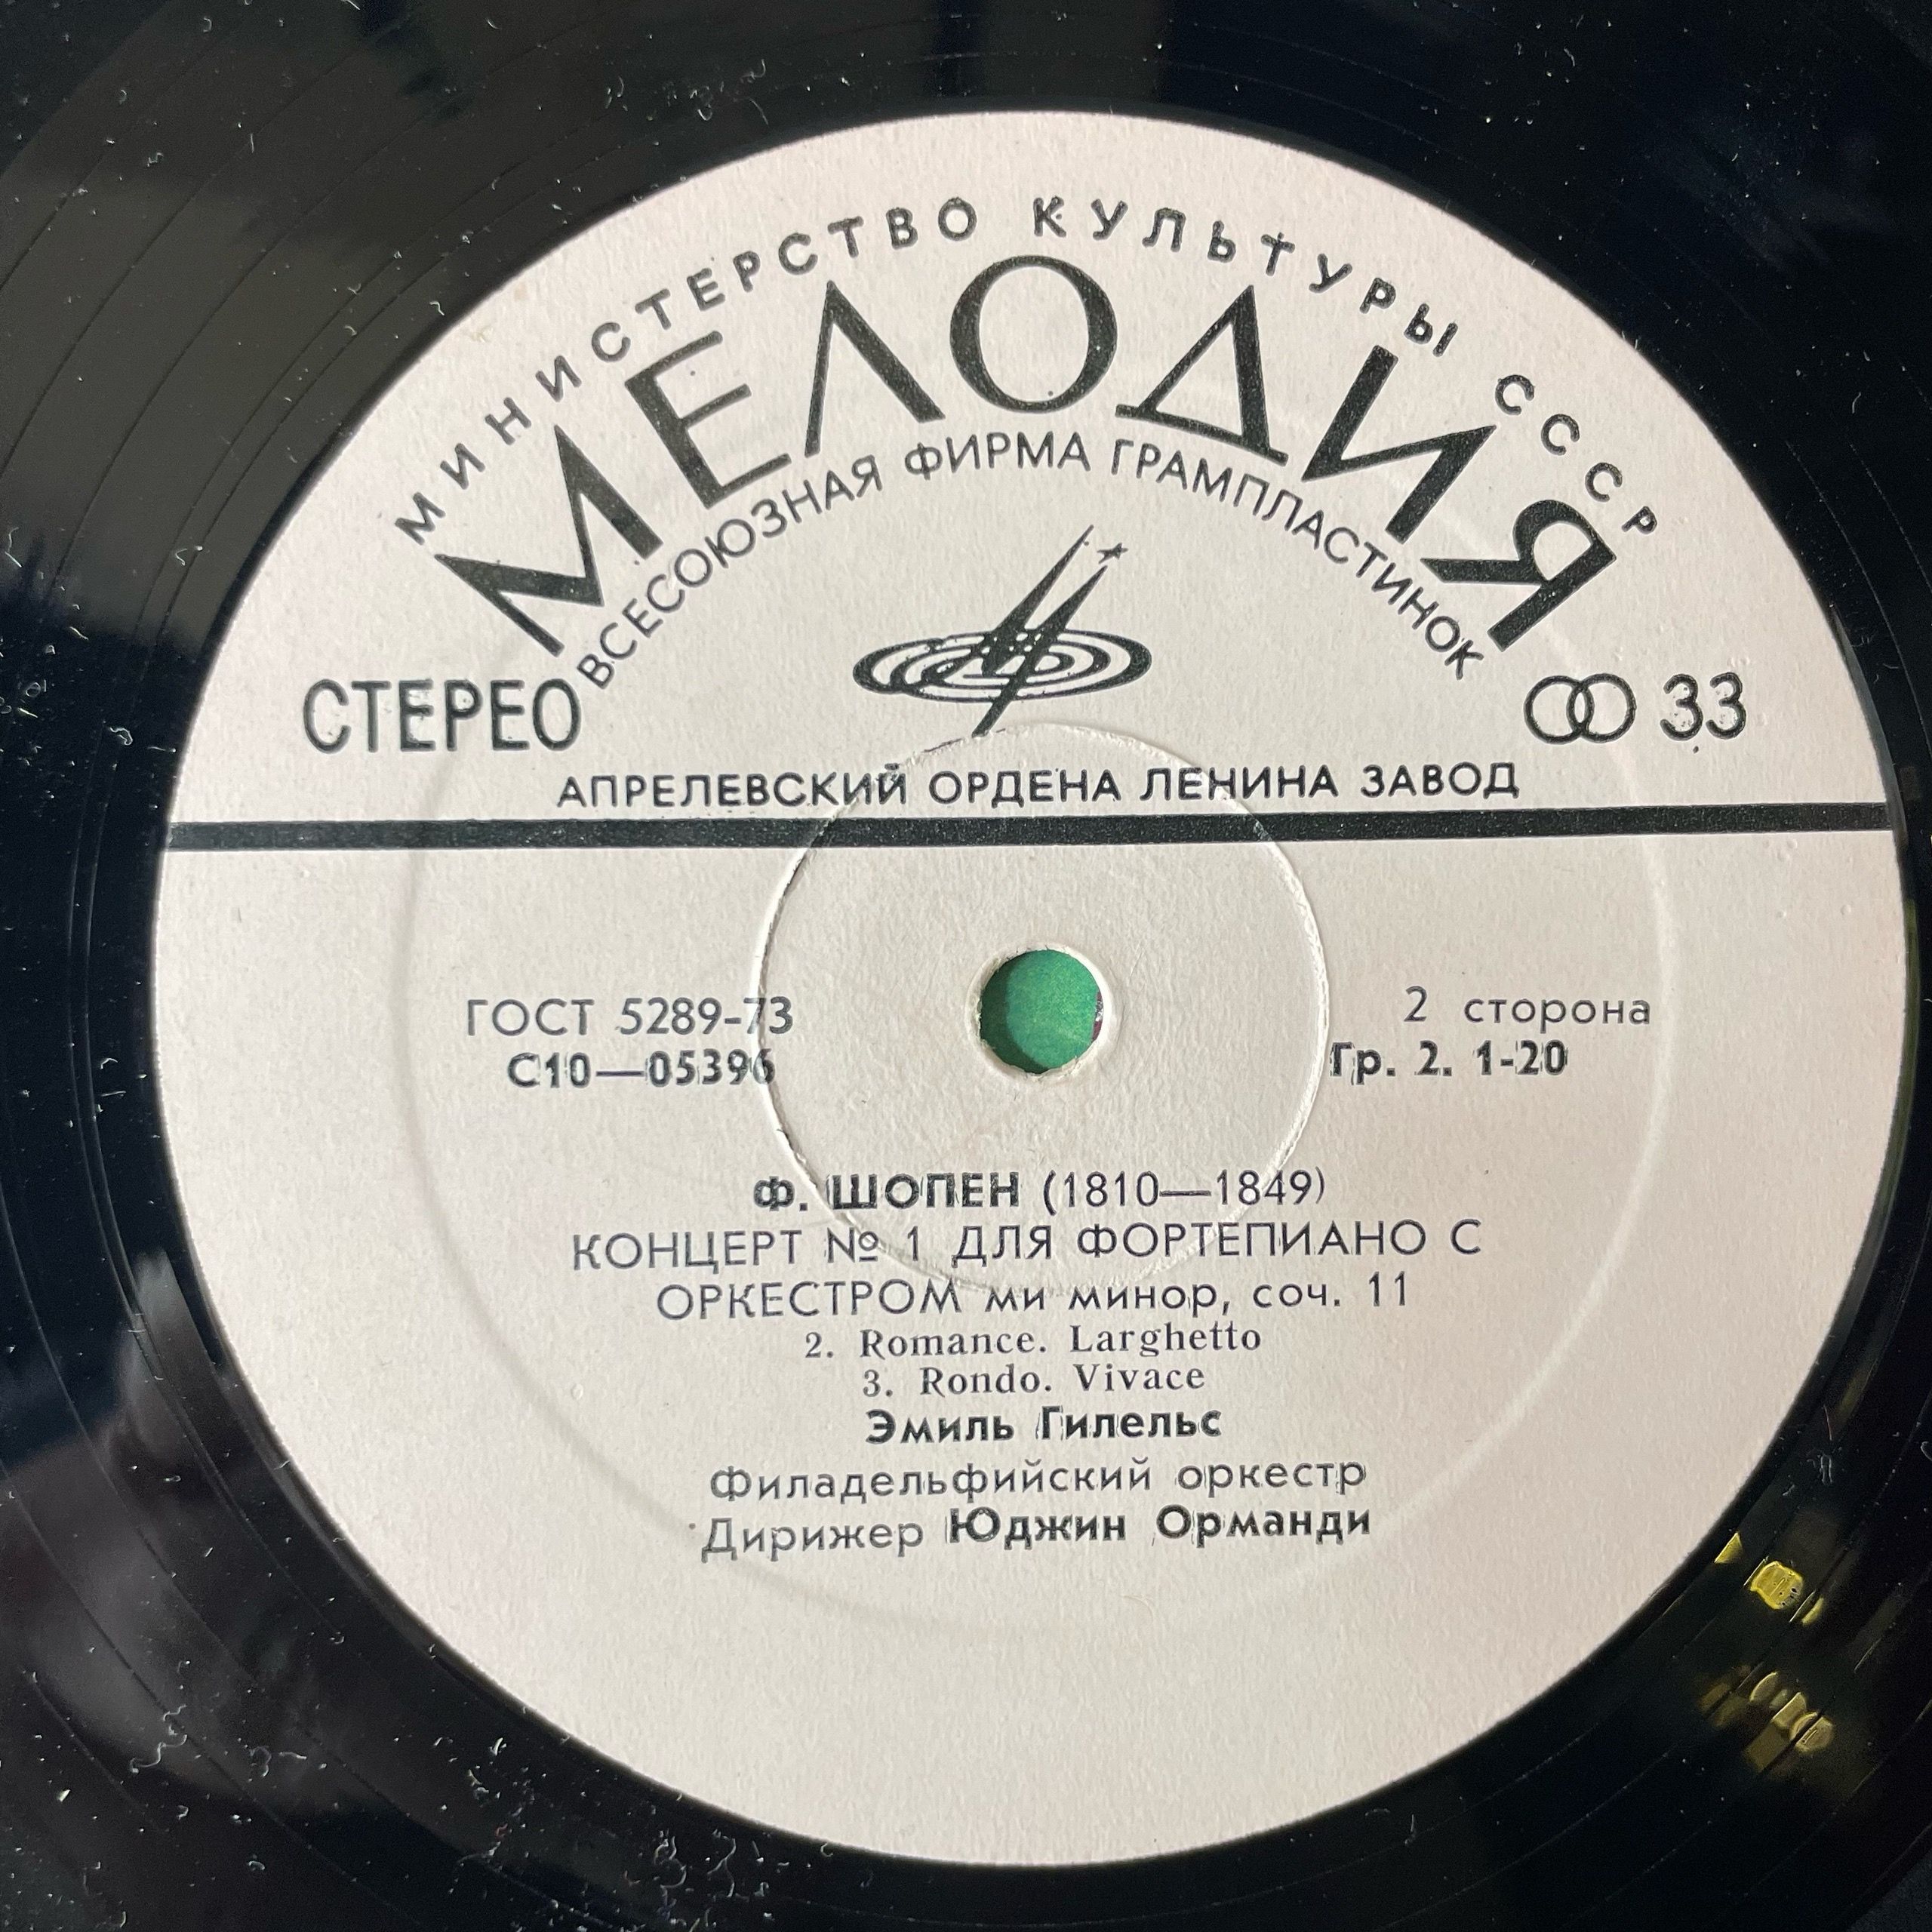 МИНИСТЕРСТВО КУЛЬТУРЫ СССР
МЕЛОДИЯ
ВСЕСОЮЗНАЯ ФИРМА ГРАМПЛАСТИНОК
СТЕРЕО
33
АПРЕЛЕВСКИЙ ОРДЕНА ЛЕНИНА ЗАВОД
ГОСТ 5289-73
С10—05396
2 сторона
Гр. 2. 1-20
Ф. ШОПЕН (1810—1849)
КОНЦЕРТ № 1 ДЛЯ ФОРТЕПИАНО С
ОРКЕСТРОМ ми минор, соч. 11
2. Romance. Larghetto
3. Rondo. Vivace
Эмиль Гилельс
Филадельфийский оркестр
Дирижер Юджин Орманди